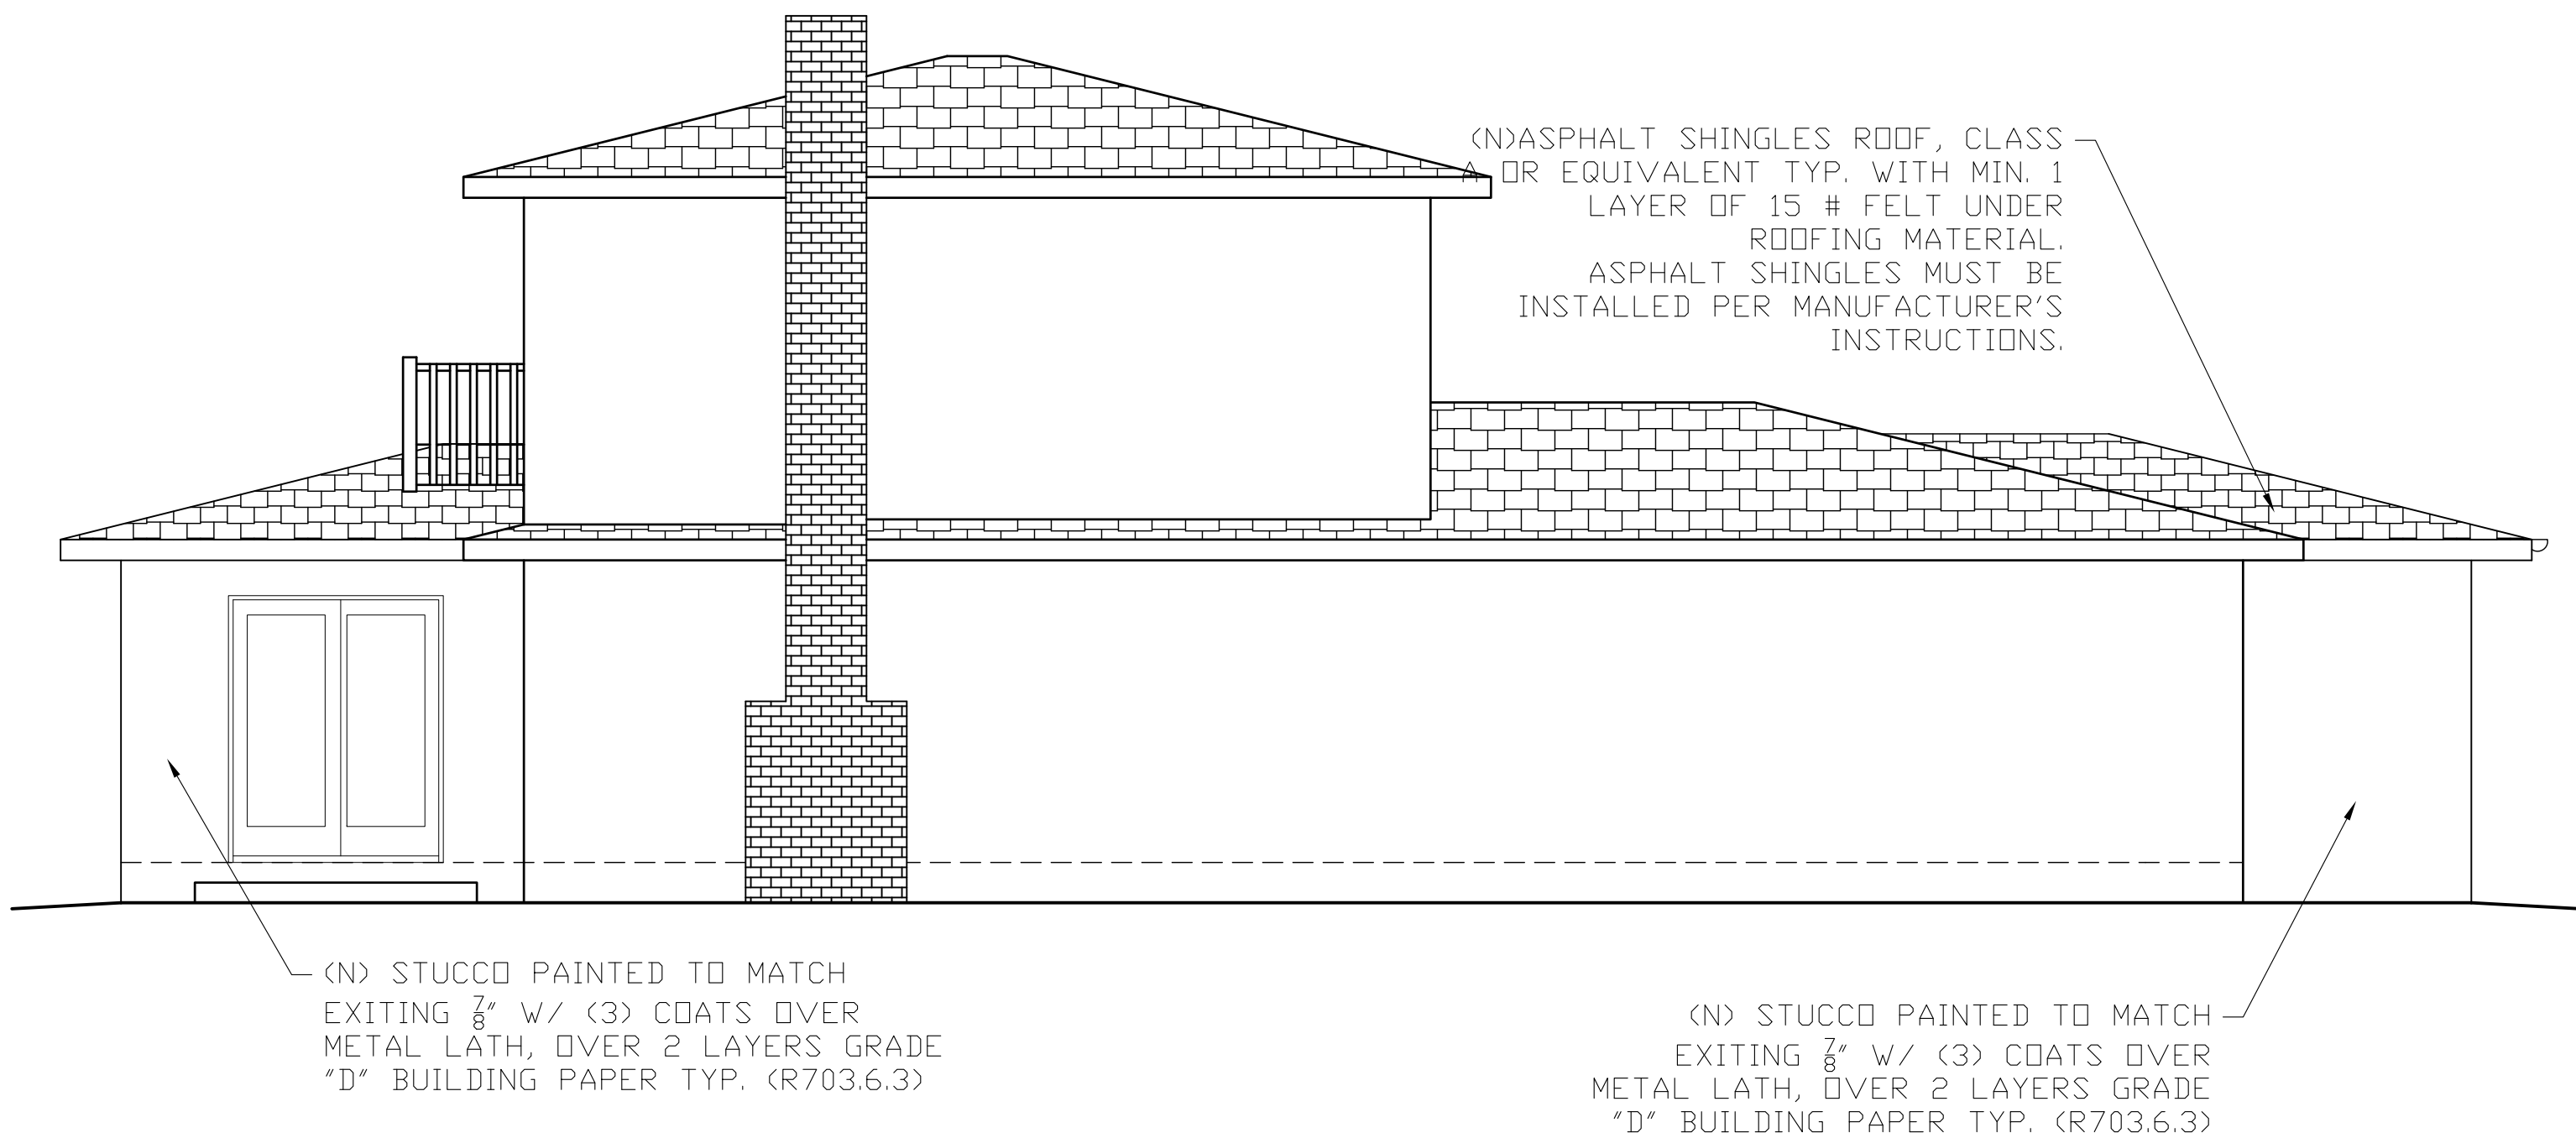 (N)ASPHALT SHINGLES ROOF, CLASS
A OR EQUIVALENT TYP. WITH MIN. 1
LAYER OF 15 # FELT UNDER
ROOFING MATERIAL.
ASPHALT SHINGLES MUST BE
INSTALLED PER MANUFACTURER'S
INSTRUCTIONS.
(N) STUCCO PAINTED TO MATCH
EXITING 7/8" W/ (3) COATS OVER
METAL LATH, OVER 2 LAYERS GRADE
"D" BUILDING PAPER TYP. (R703.6.3)
(N) STUCCO PAINTED TO MATCH
EXITING 7/8" W/ (3) COATS OVER
METAL LATH, OVER 2 LAYERS GRADE
"D" BUILDING PAPER TYP. (R703.6.3)